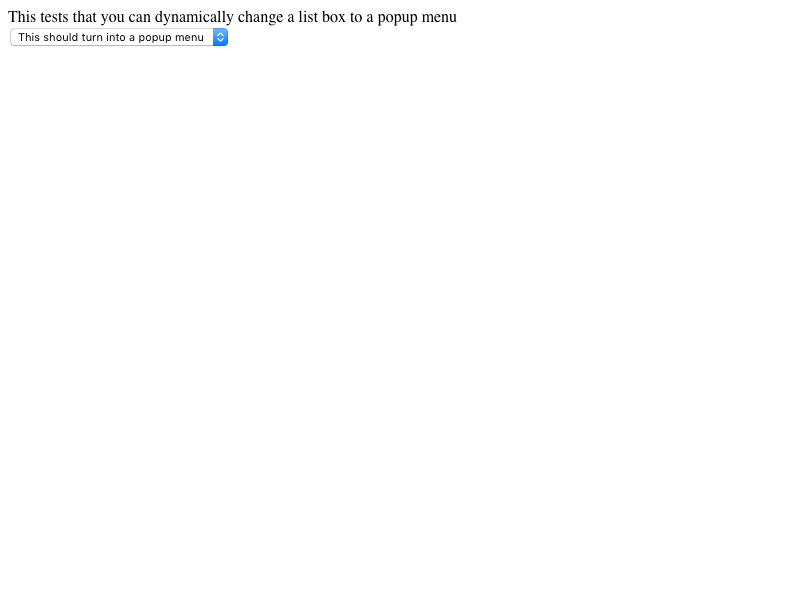 This tests that you can dynamically change a list box to a popup menu
This should turn into a popup menu